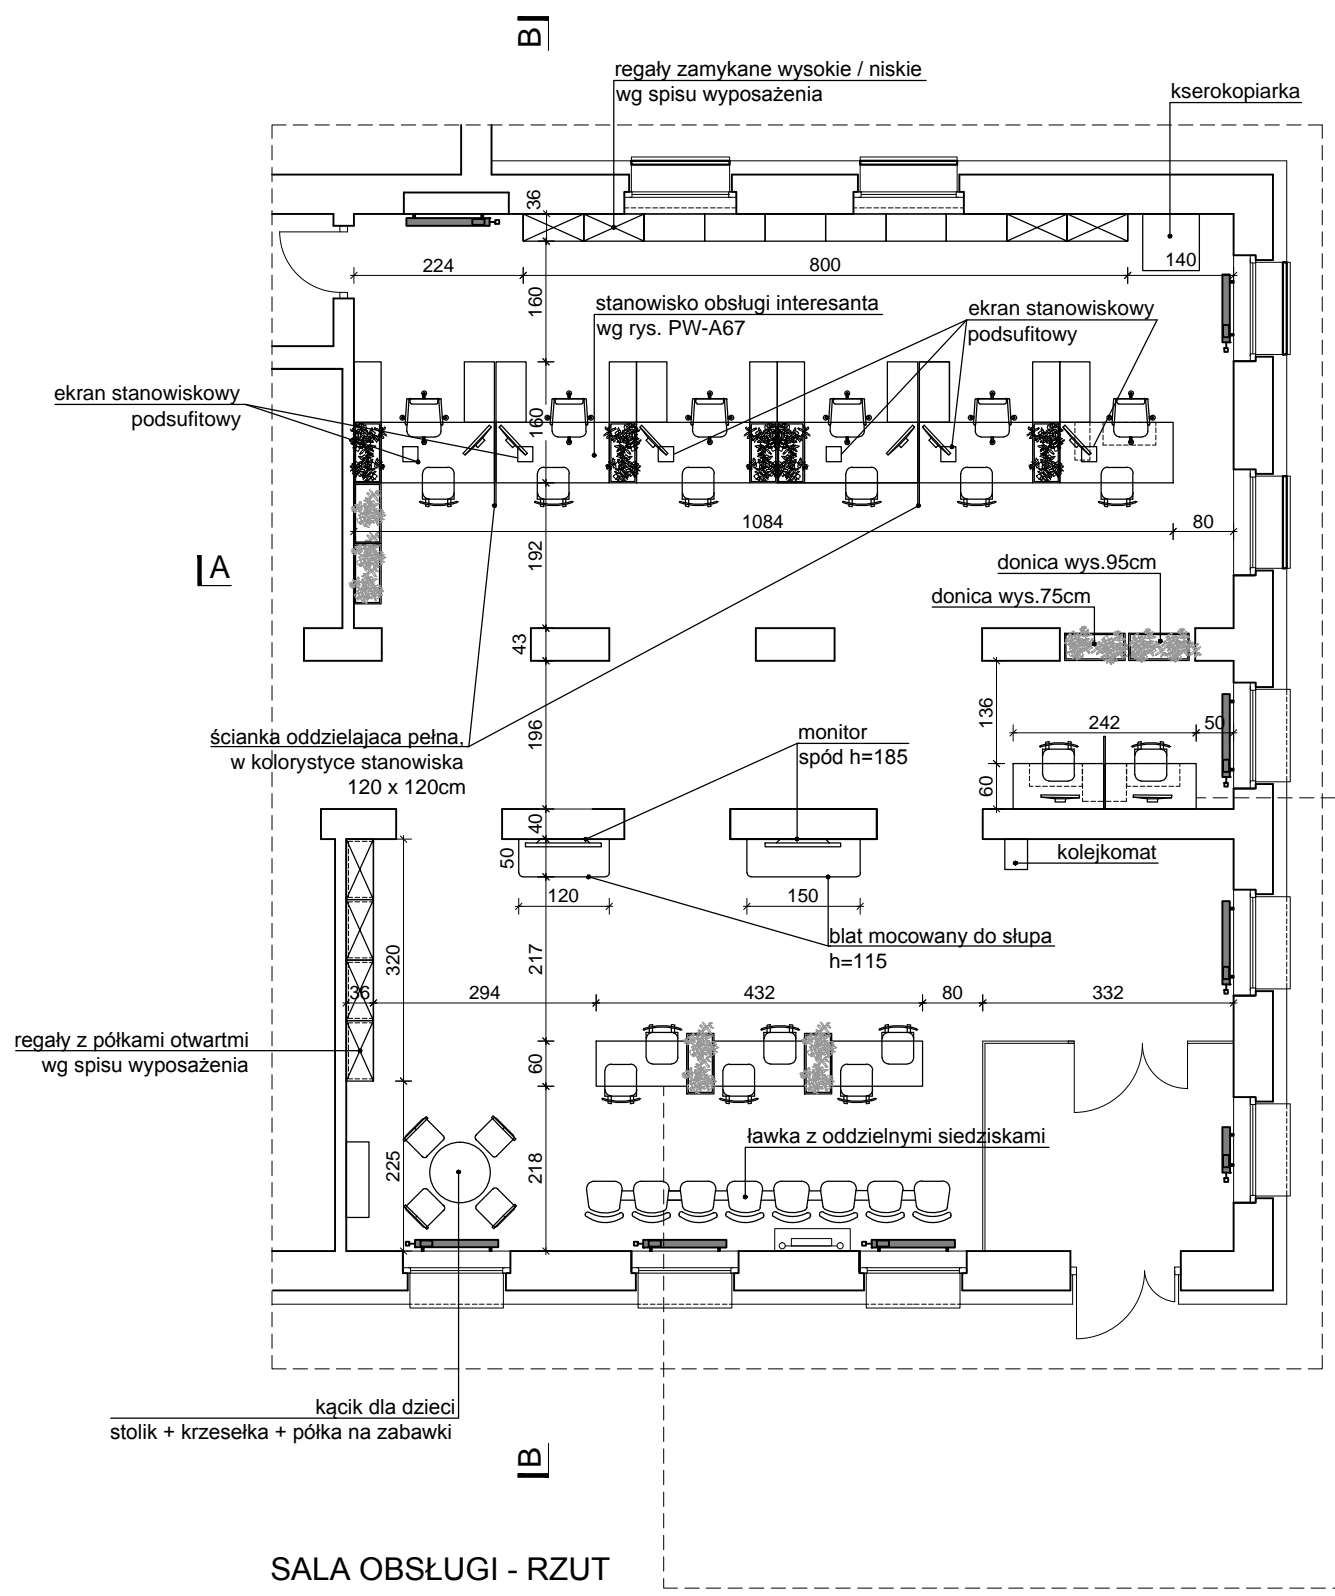 B
regały zamykane wysokie / niskie
wg spisu wyposażenia
kserokopiarka
36
224
800
140
160
stanowisko obsługi interesanta
wg rys. PW-A67
ekran stanowiskowy
podsufitowy
ekran stanowiskowy
podsufitowy
160
1084
80
192
A
donica wys.95cm
donica wys.75cm
43
196
136
242
50
ścianka oddzielajaca pełna,
w kolorystyce stanowiska
120 x 120cm
monitor
spód h=185
60
40
50
kolejkomat
120
150
blat mocowany do słupa
h=115
320
217
36
294
432
80
332
regały z półkami otwartmi
wg spisu wyposażenia
60
ławka z oddzielnymi siedziskami
225
218
kącik dla dzieci
stolik + krzesełka + półka na zabawki
B
SALA OBSŁUGI - RZUT